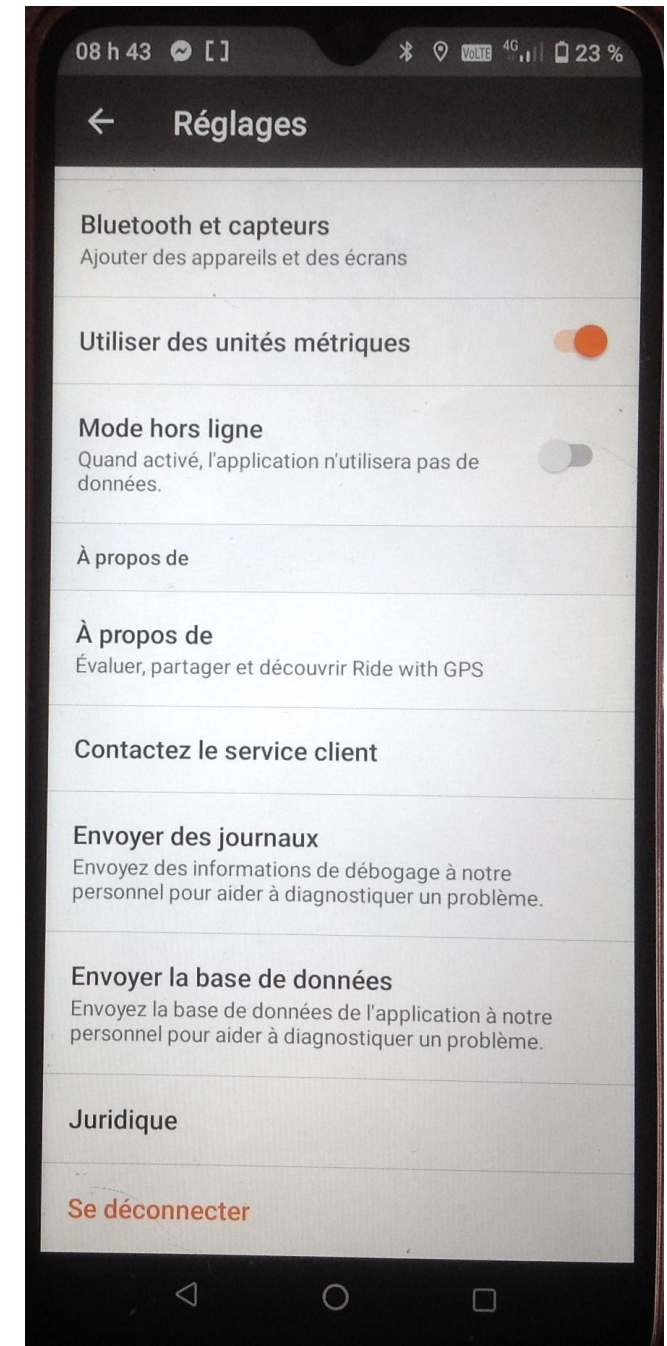 08 h 43 VoLTE 4G 23 %
Réglages
Bluetooth et capteurs
Ajouter des appareils et des écrans
Utiliser des unités métriques
Mode hors ligne
Quand activé, l'application n'utilisera pas de
données.
À propos de
À propos de
Évaluer, partager et découvrir Ride with GPS
Contactez le service client
Envoyer des journaux
Envoyez des informations de débogage à notre
personnel pour aider à diagnostiquer un problème.
Envoyer la base de données
Envoyez la base de données de l'application à notre
personnel pour aider à diagnostiquer un problème.
Juridique
Se déconnecter